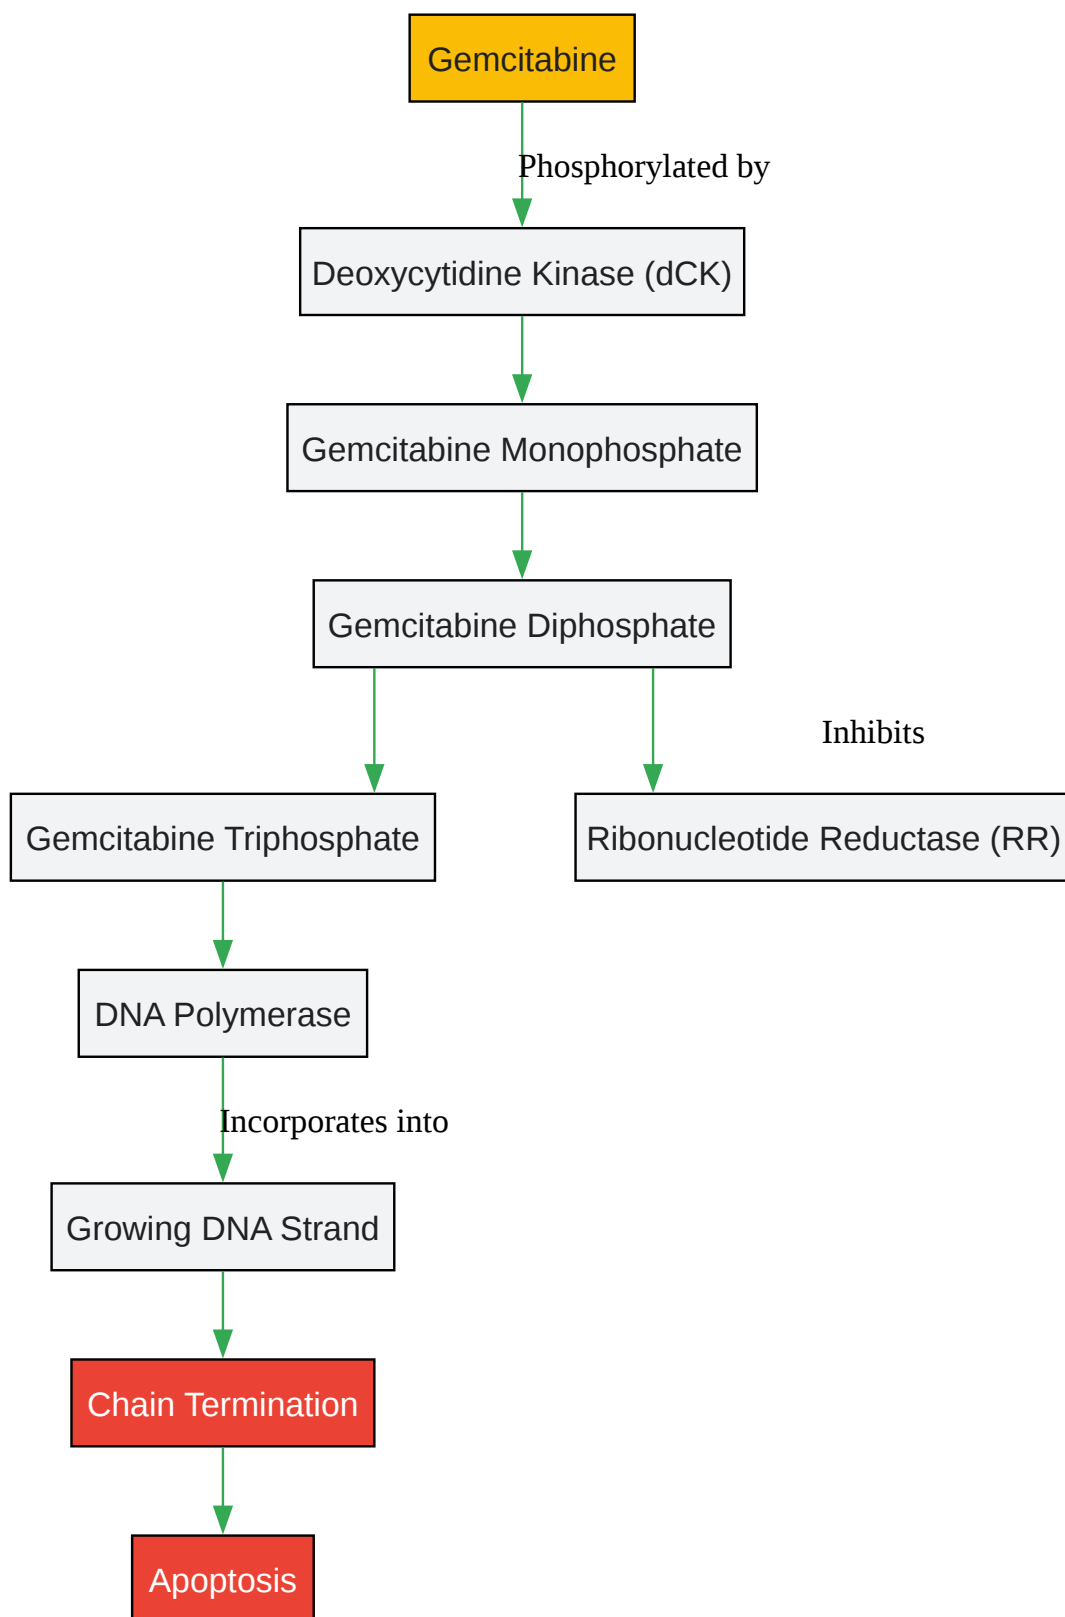 Gemcitabine
Phosphorylated by
Deoxycytidine Kinase (dCK)
Gemcitabine Monophosphate
Gemcitabine Diphosphate
Inhibits
Gemcitabine Triphosphate
Ribonucleotide Reductase (RR)
DNA Polymerase
Incorporates into
Growing DNA Strand
Chain Termination
Apoptosis